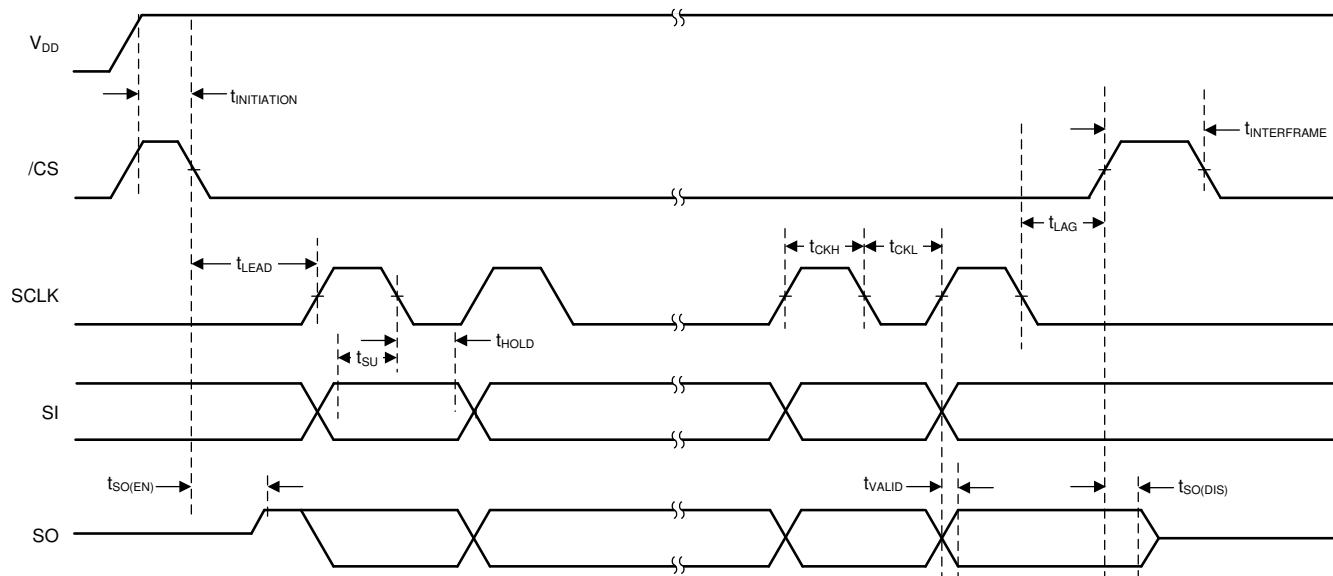 VDD
tINITIATION
/CS
tINTERFRAME
tLAG
tLEAD
tCKH
tCKL
SCLK
tSU
tHOLD
SI
tSO(EN)
tVALID
tSO(DIS)
SO